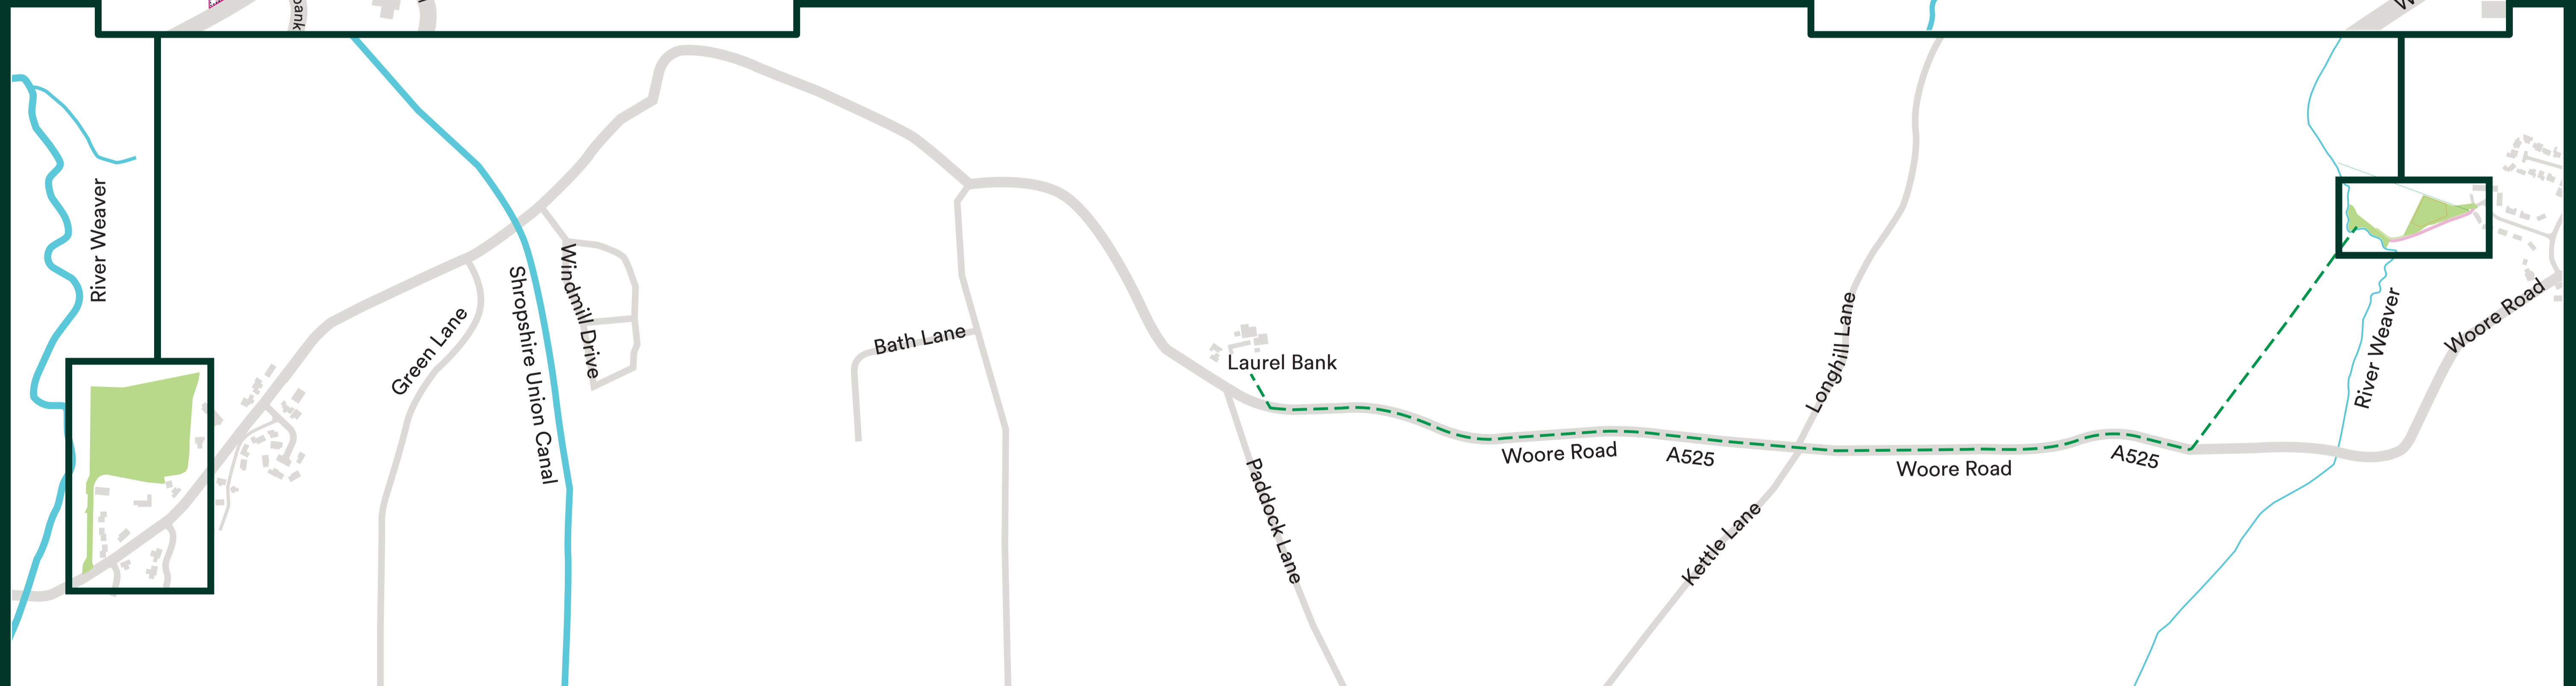 bank
River Weaver
Green Lane
Shropshire Union Canal
Windmill Drive
Bath Lane
Laurel Bank
Paddock Lane
Woore Road
A525
Longhill Lane
Kettle Lane
Woore Road
A525
River Weaver
Woore Road